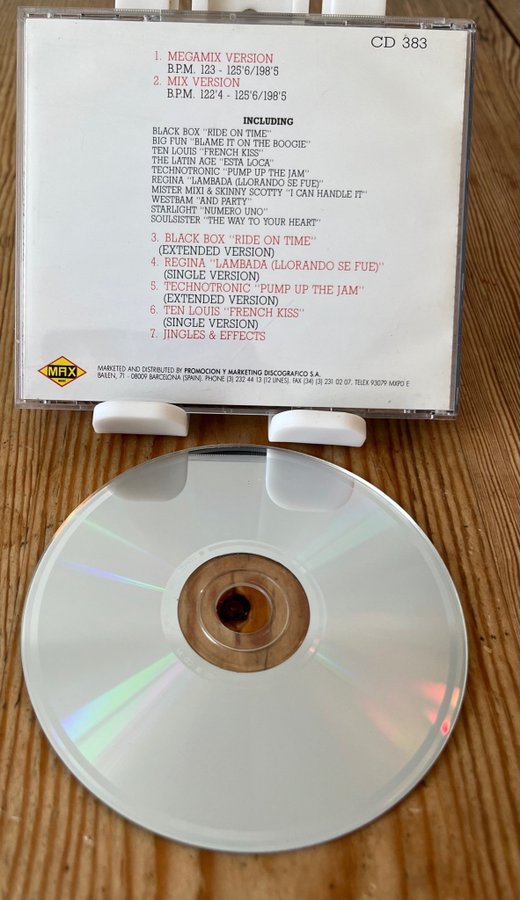 CD 383
1. MEGAMIX VERSION
B.P.M. 123 - 125'6/198'5
2. MIX VERSION
B.P.M. 122'4 - 125'6/198'5
INCLUDING
BLACK BOX "RIDE ON TIME"
BIG FUN "BLAME IT ON THE BOOGIE"
TEN LOUIS "FRENCH KISS"
THE LATIN AGE "ESTA LOCA"
TECHNOTRONIC "PUMP UP THE JAM"
REGINA "LAMBADA (LLORANDO SE FUE)"
MISTER MIXI & SKINNY SCOTTY "I CAN HANDLE IT"
WESTBAM "AND PARTY"
STARLIGHT "NUMERO UNO"
SOULSISTER "THE WAY TO YOUR HEART"
3. BLACK BOX "RIDE ON TIME"
(EXTENDED VERSION)
4. REGINA "LAMBADA (LLORANDO SE FUE)"
(SINGLE VERSION)
5. TECHNOTRONIC "PUMP UP THE JAM"
(EXTENDED VERSION)
6. TEN LOUIS "FRENCH KISS"
(SINGLE VERSION)
7. JINGLES & EFFECTS
MAX
MUSIC
MARKETED AND DISTRIBUTED BY PROMOCION Y MARKETING DISCOGRAFICO S.A.
BAILEN, 71 - 08009 BARCELONA (SPAIN). PHONE (3) 232 44 13 (12 LINES). FAX (34) (3) 231 02 07. TELEX 93079 MXPD E